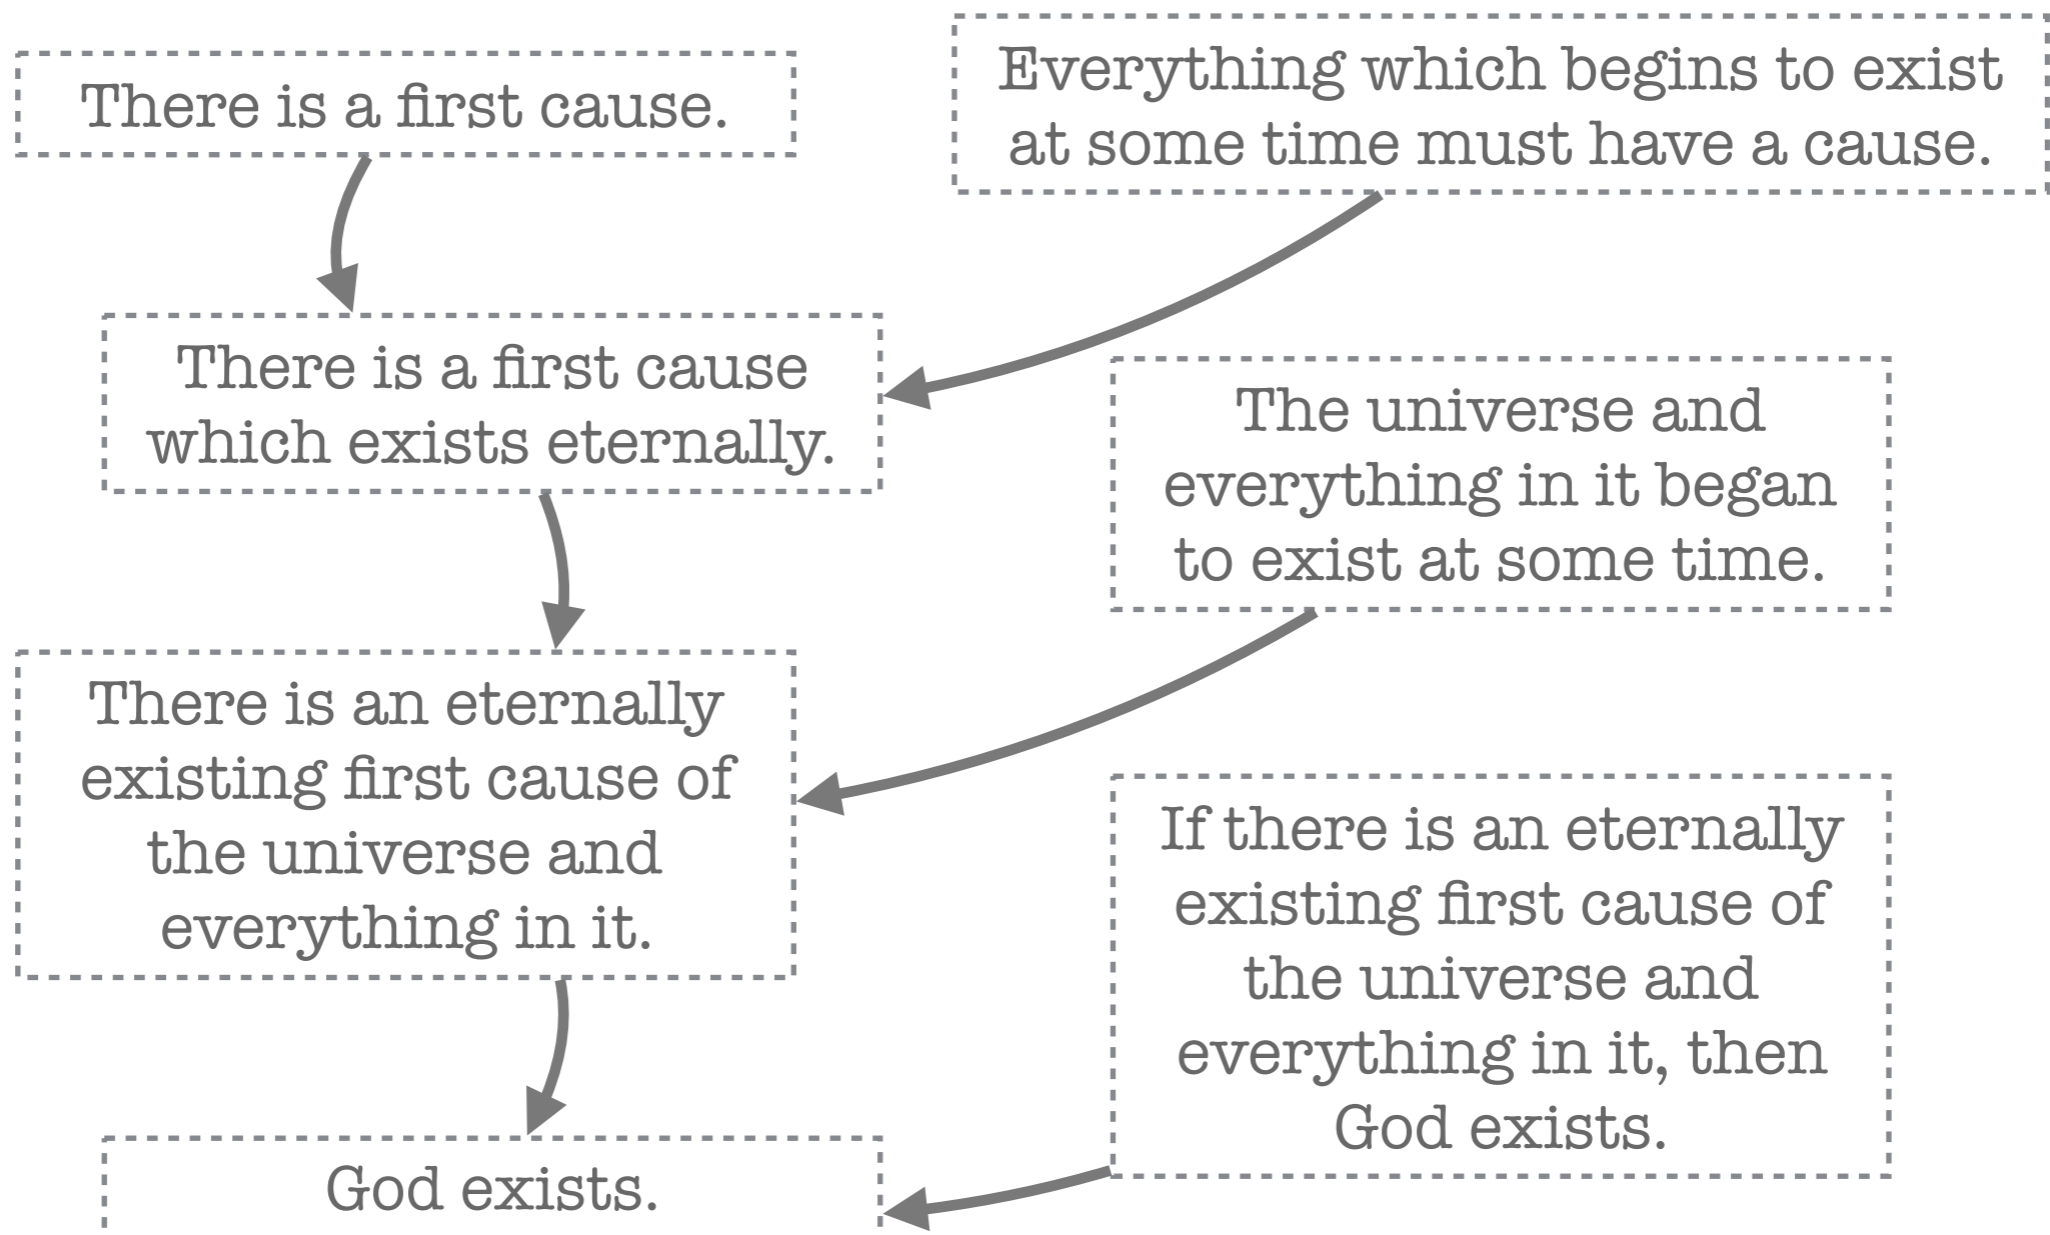 There is a first cause.
Everything which begins to exist
at some time must have a cause.
There is a first cause
which exists eternally.
The universe and
everything in it began
to exist at some time.
There is an eternally
existing first cause of
the universe and
everything in it.
If there is an eternally
existing first cause of
the universe and
everything in it, then
God exists.
God exists.